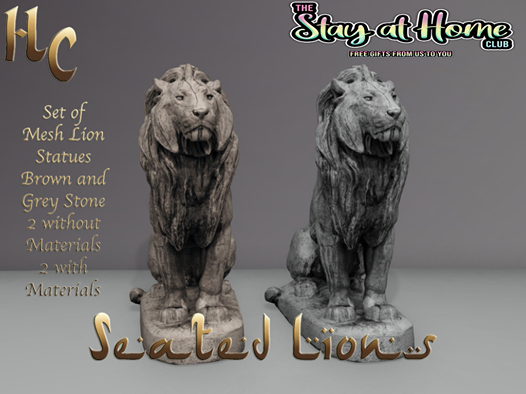 HC
THE
Stay at Home
CLUB
FREE GIFTS FROM US TO YOU
Set of
Mesh Lion
Statues
Brown and
Grey Stone
2 without
Materials
2 with
Materials
Seated Lions